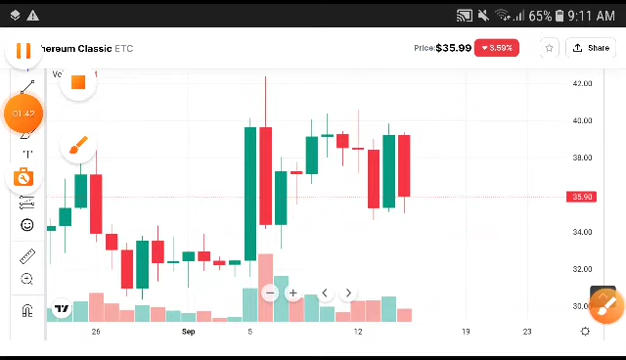 65% 9:11 AM
hereum Classic ETC
Price:$35.99 3.59% Share
01:42
T
42.00
40.00
38.00
35.90
34.00
32.00
30.00
26 Sep 5 12 19 23